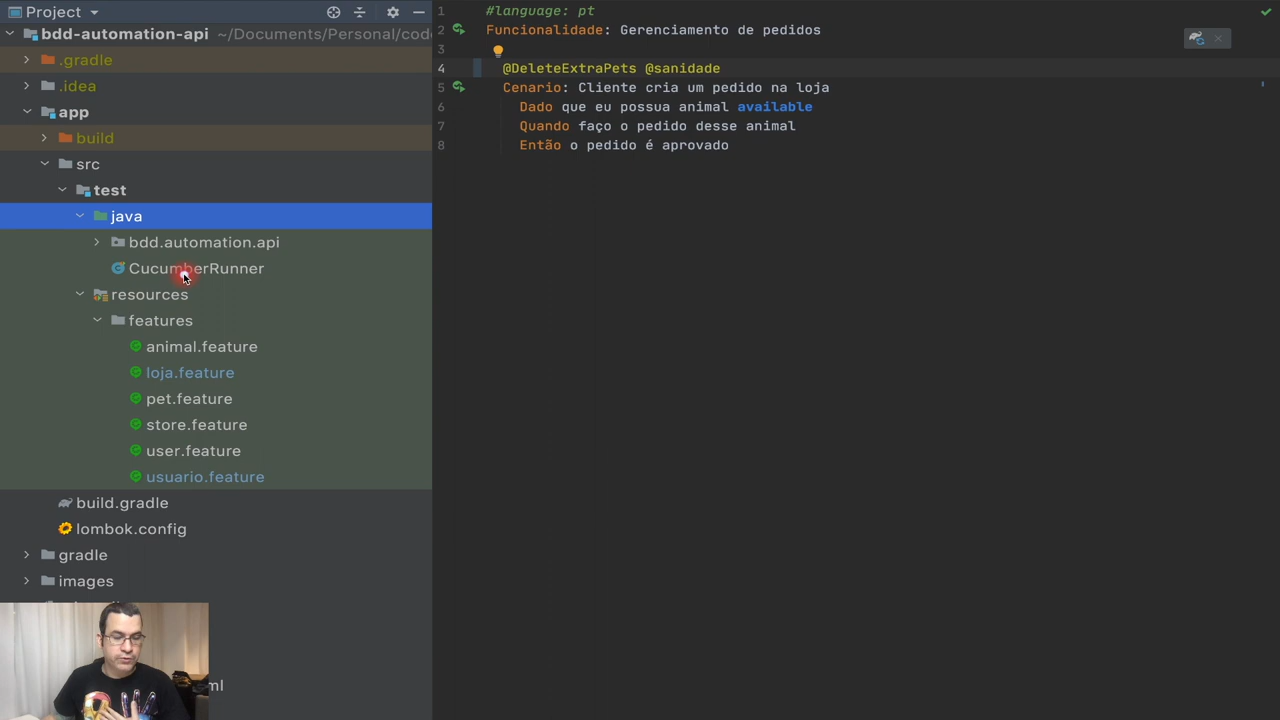 Project
bdd-automation-api ~/Documents/Personal/cod
.gradle
.idea
app
build
src
test
java
bdd.automation.api
CucumberRunner
resources
features
animal.feature
loja.feature
pet.feature
store.feature
user.feature
usuario.feature
build.gradle
lombok.config
gradle
images
ml
1 #language: pt
2 Funcionalidade: Gerenciamento de pedidos
3
4 @DeleteExtraPets @sanidade
5 Cenario: Cliente cria um pedido na loja
6 Dado que eu possua animal available
7 Quando faço o pedido desse animal
8 Então o pedido é aprovado